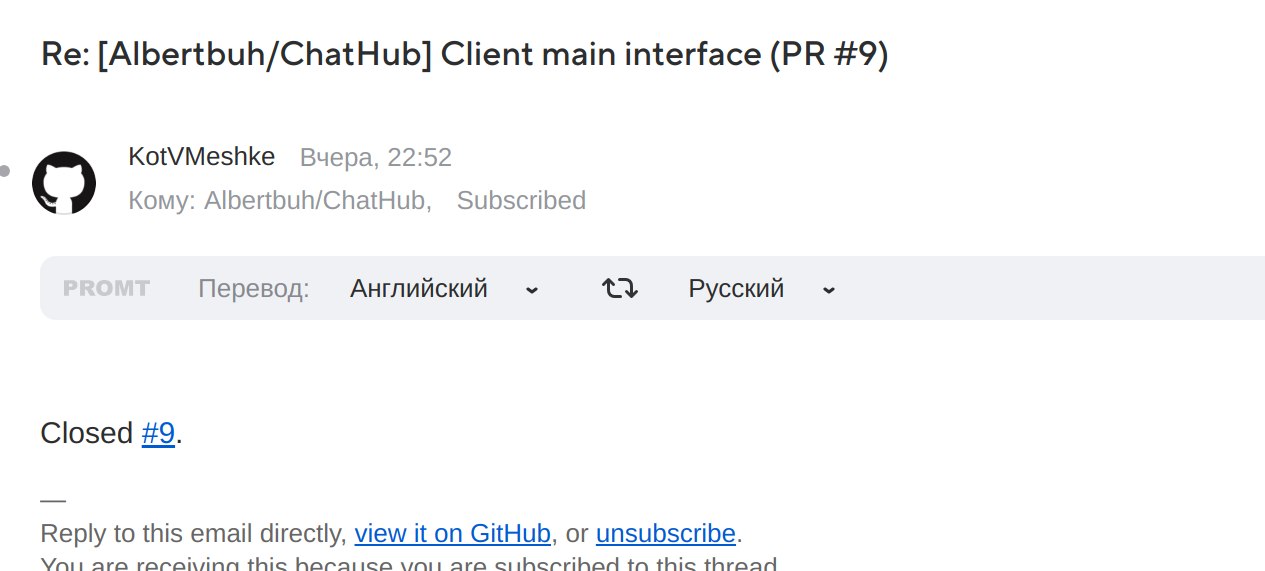 Re: [Albertbuh/ChatHub] Client main interface (PR #9)
KotVMeshke Вчера, 22:52
Кому: Albertbuh/ChatHub, Subscribed
PROMT Перевод: Английский Русский
Closed #9.
—
Reply to this email directly, view it on GitHub, or unsubscribe.
You are receiving this because you are subscribed to this thread.